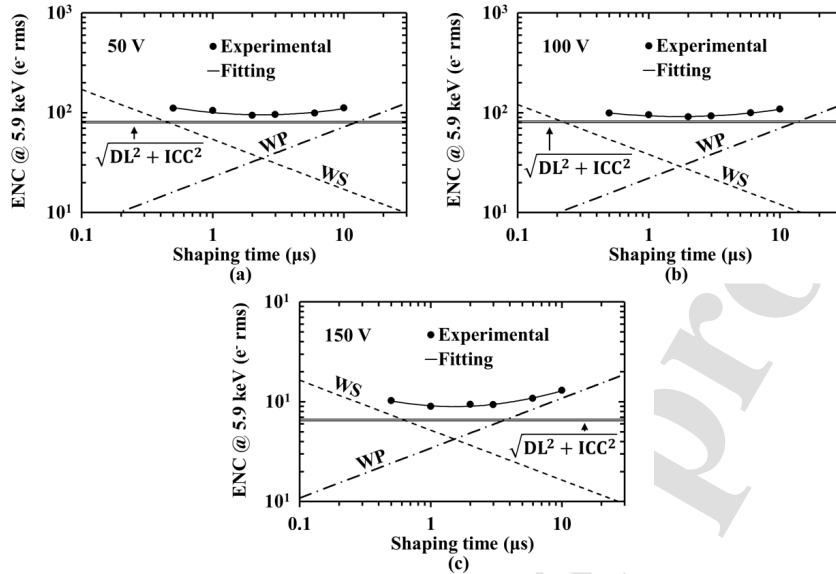 50 V
Experimental
Fitting
10³
10²
10¹
ENC @ 5.9 keV (e⁻ rms)
√DL² + ICC²
WP
WS
0.1 1 10
Shaping time (µs)
(a)
100 V
Experimental
Fitting
10³
10²
10¹
ENC @ 5.9 keV (e⁻ rms)
√DL² + ICC²
WP
WS
0.1 1 10
Shaping time (µs)
(b)
150 V
Experimental
Fitting
10¹
10¹
10¹
ENC @ 5.9 keV (e⁻ rms)
WS
√DL² + ICC²
WP
0.1 1 10
Shaping time (µs)
(c)